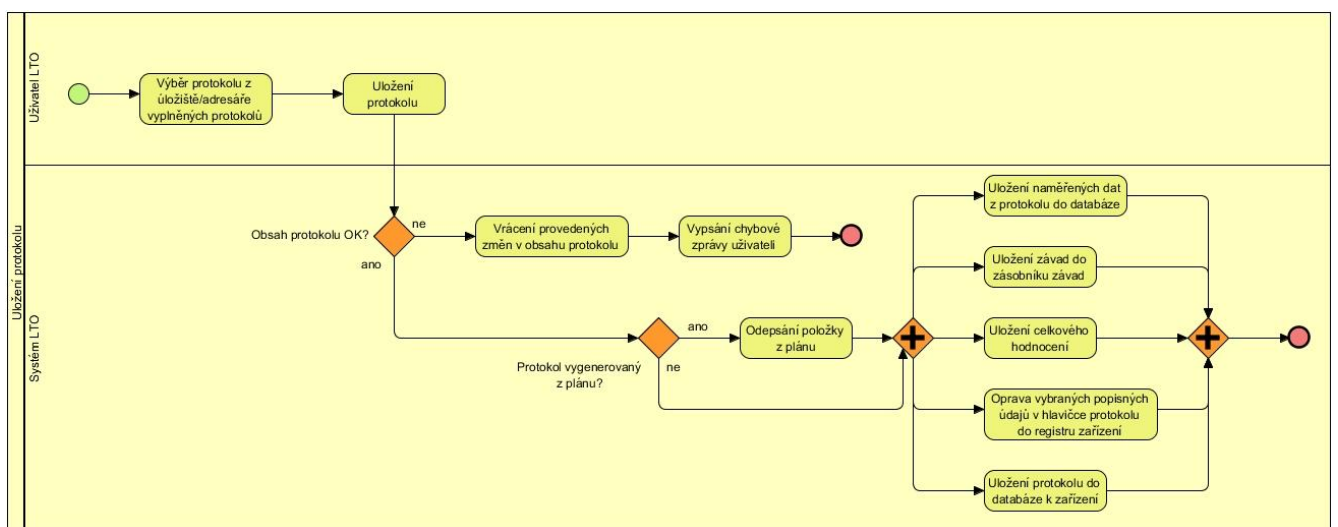 Uložení protokolu
Uživatel LTO
Výběr protokolu z
úložiště/adresáře
vyplněných protokolů
Uložení
protokolu
Systém LTO
Obsah protokolu OK?
ne
ano
Vrácení provedených
změn v obsahu protokolu
Vypsání chybové
zprávy uživateli
Protokol vygenerovaný
z plánu?
ano
ne
Odepsání položky
z plánu
Uložení naměřených dat
z protokolu do databáze
Uložení závad do
zásobníku závad
Uložení celkového
hodnocení
Oprava vybraných popisných
údajů v hlavičce protokolu
do registru zařízení
Uložení protokolu do
databáze k zařízení